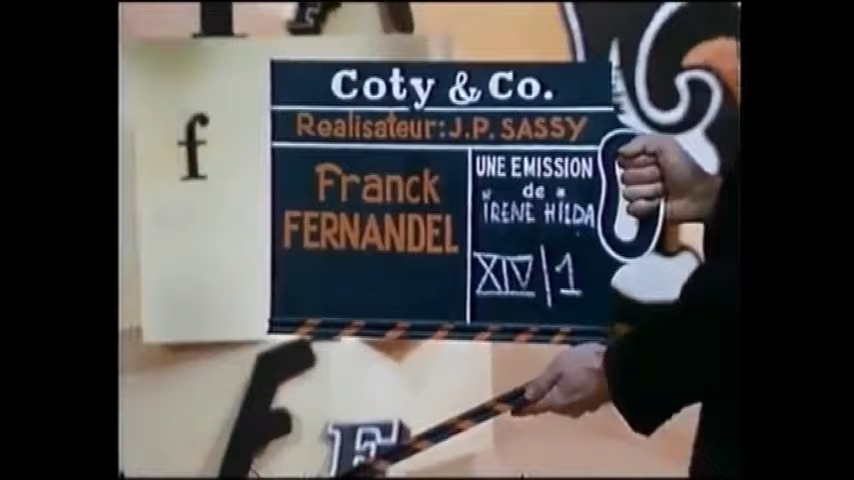 f
Coty & Co.
Realisateur: J.P. SASSY
Franck
FERNANDEL
UNE EMISSION
de
"IRENE HILDA"
XIV/1
F